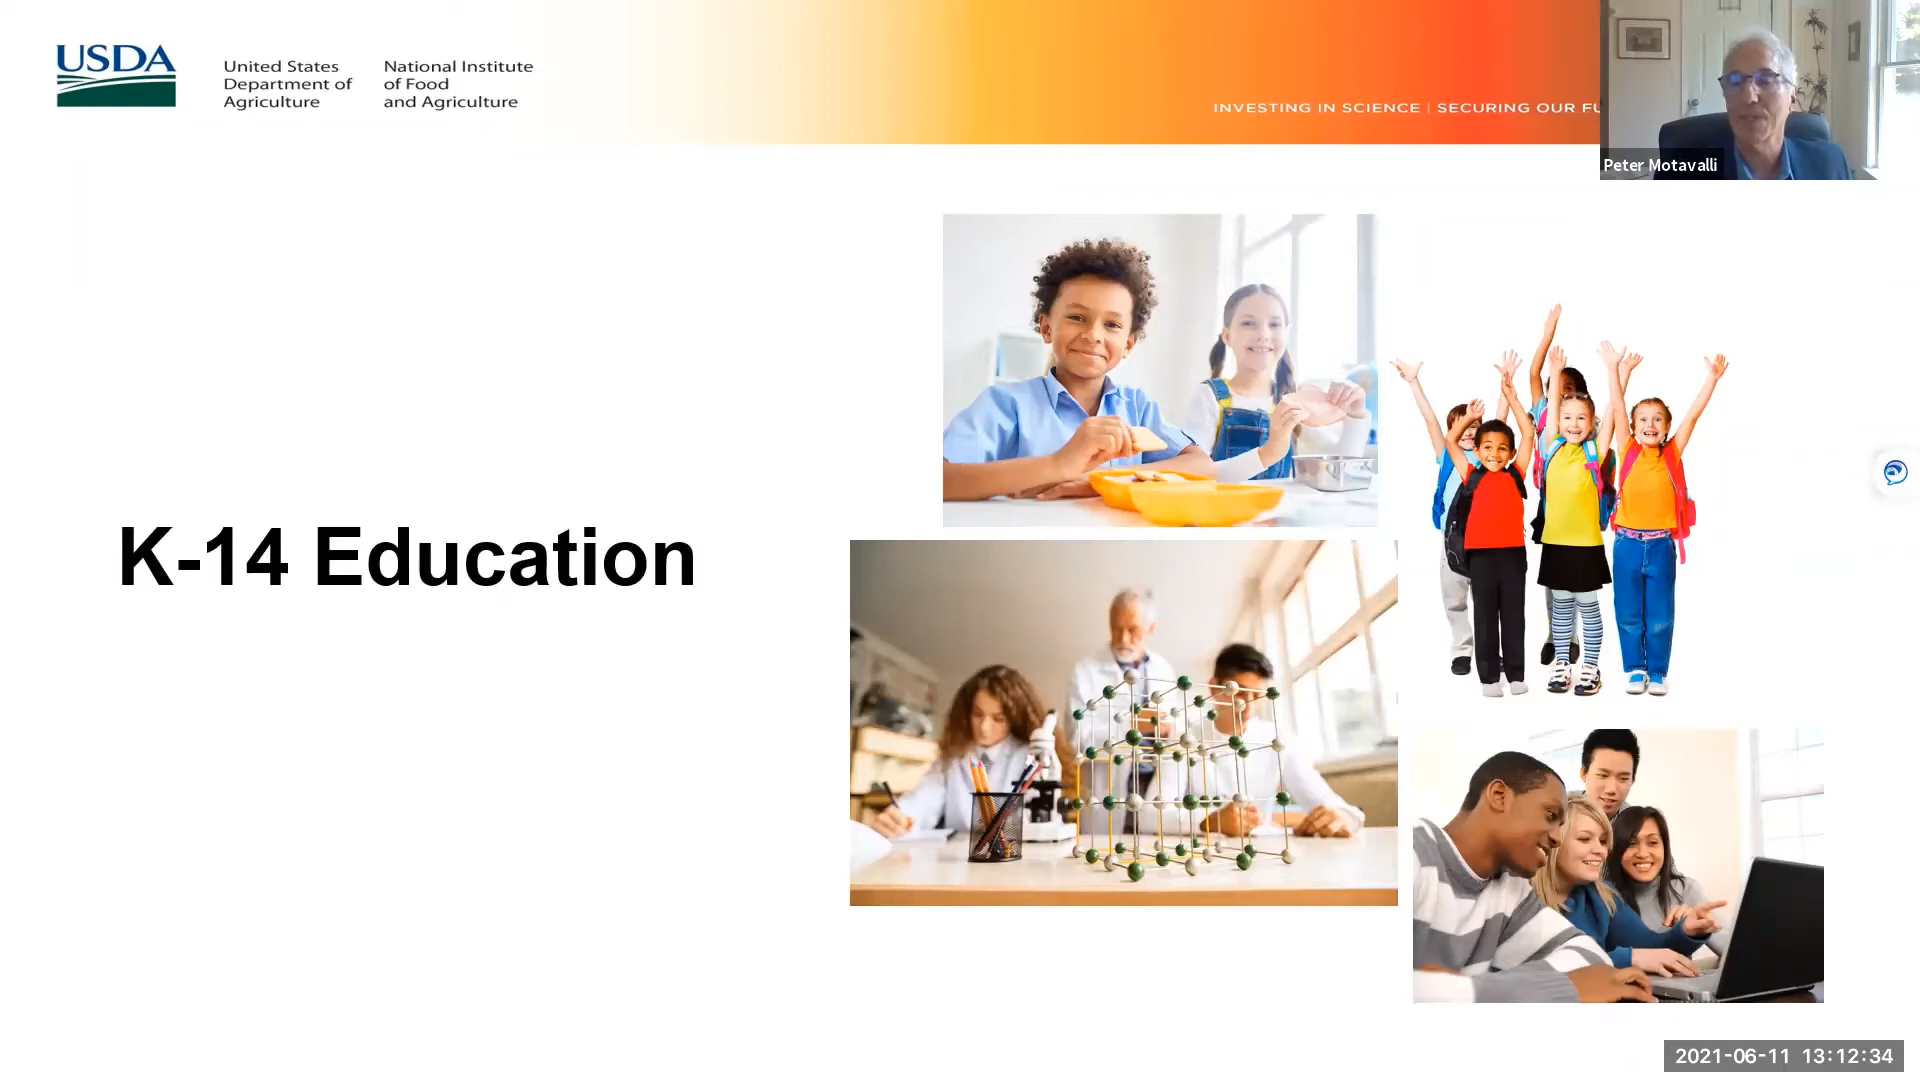 USDA
United States
Department of
Agriculture
National Institute
of Food
and Agriculture
INVESTING IN SCIENCE | SECURING OUR FU
Peter Motavalli
K-14 Education
2021-06-11 13:12:34